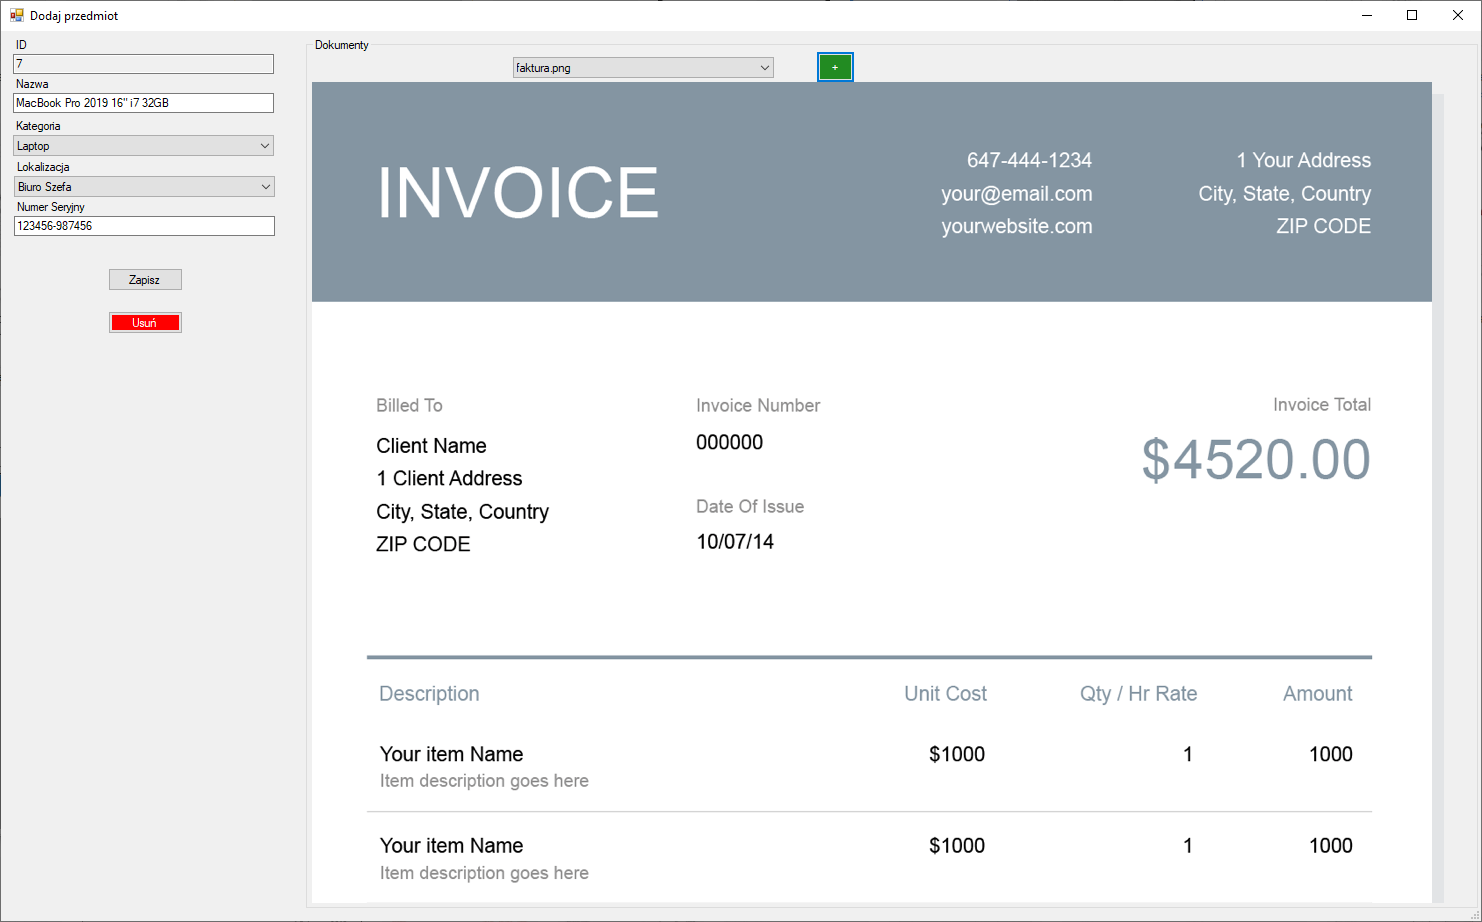 Dodaj przedmiot
ID
7
Nazwa
MacBook Pro 2019 16" i7 32GB
Kategoria
Laptop
Lokalizacja
Biuro Szefa
Numer Seryjny
123456-987456
Zapisz
Usuń
Dokumenty
faktura.png
+
INVOICE
647-444-1234
your@email.com
yourwebsite.com
1 Your Address
City, State, Country
ZIP CODE
Billed To
Client Name
1 Client Address
City, State, Country
ZIP CODE
Invoice Number
000000
Date Of Issue
10/07/14
Invoice Total
$4520.00
Description Unit Cost Qty / Hr Rate Amount
Your item Name $1000 1 1000
Item description goes here
Your item Name $1000 1 1000
Item description goes here